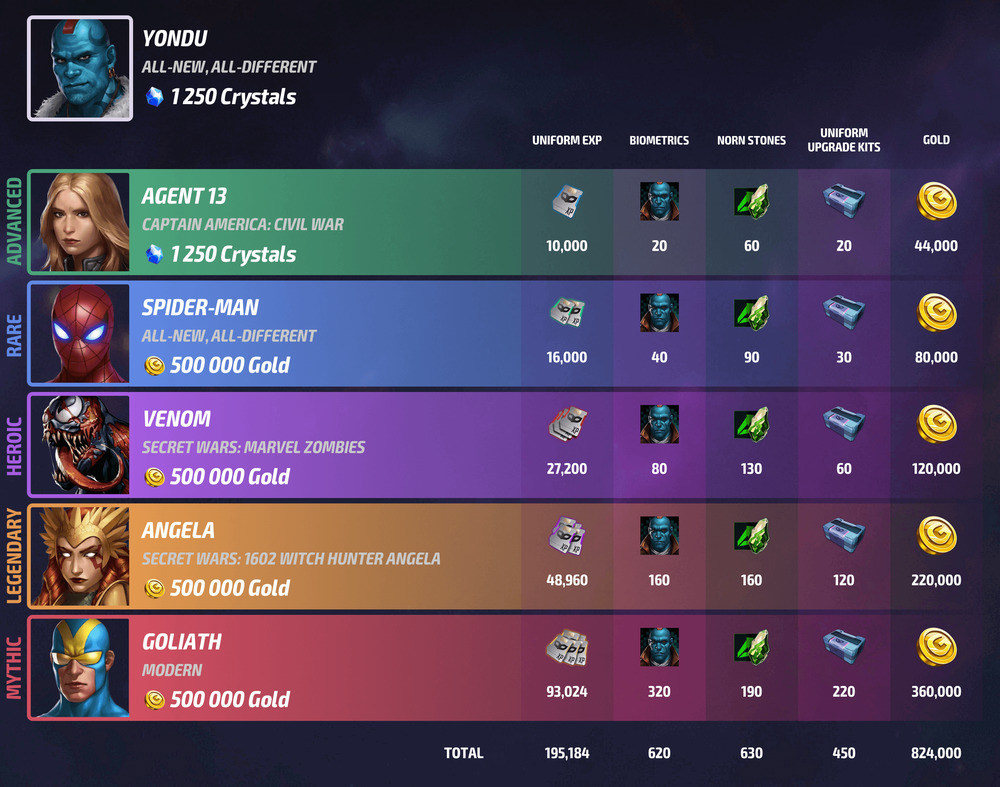 YONDU
ALL-NEW, ALL-DIFFERENT
1 250 Crystals
UNIFORM EXP
BIOMETRICS
NORN STONES
UNIFORM
UPGRADE KITS
GOLD
ADVANCED
AGENT 13
CAPTAIN AMERICA: CIVIL WAR
1 250 Crystals
10,000 20 60 20 44,000
RARE
SPIDER-MAN
ALL-NEW, ALL-DIFFERENT
500 000 Gold
16,000 40 90 30 80,000
HEROIC
VENOM
SECRET WARS: MARVEL ZOMBIES
500 000 Gold
27,200 80 130 60 120,000
LEGENDARY
ANGELA
SECRET WARS: 1602 WITCH HUNTER ANGELA
500 000 Gold
48,960 160 160 120 220,000
MYTHIC
GOLIATH
MODERN
500 000 Gold
93,024 320 190 220 360,000
TOTAL 195,184 620 630 450 824,000